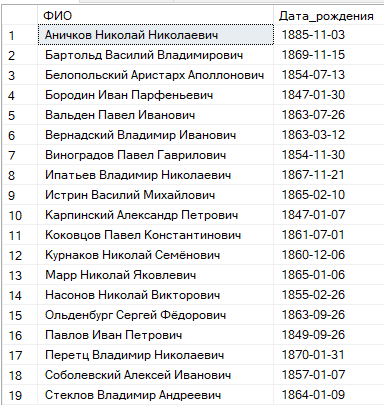 ФИО Дата_рождения
1 Аничков Николай Николаевич 1885-11-03
2 Бартольд Василий Владимирович 1869-11-15
3 Белопольский Аристарх Аполлонович 1854-07-13
4 Бородин Иван Парфеньевич 1847-01-30
5 Вальден Павел Иванович 1863-07-26
6 Вернадский Владимир Иванович 1863-03-12
7 Виноградов Павел Гаврилович 1854-11-30
8 Ипатьев Владимир Николаевич 1867-11-21
9 Истрин Василий Михайлович 1865-02-10
10 Карпинский Александр Петрович 1847-01-07
11 Коковцов Павел Константинович 1861-07-01
12 Курнаков Николай Семёнович 1860-12-06
13 Марр Николай Яковлевич 1865-01-06
14 Насонов Николай Викторович 1855-02-26
15 Ольденбург Сергей Фёдорович 1863-09-26
16 Павлов Иван Петрович 1849-09-26
17 Перетц Владимир Николаевич 1870-01-31
18 Соболевский Алексей Иванович 1857-01-07
19 Стеклов Владимир Андреевич 1864-01-09